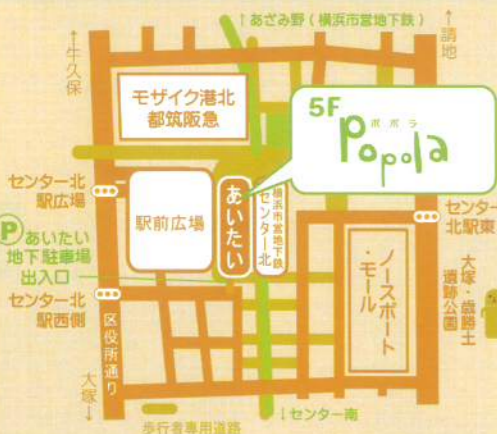 ↑あざみ野(横浜市営地下鉄)
↑請地
↑牛久保
モザイク港北
都筑阪急
5F
ポポラ
Popola
センター北
駅広場
駅前広場
あいたい
横浜市営地下鉄
センター北
センター
北駅東
P あいたい
地下駐車場
出入口
センター北
駅西側
区役所通り
ノースポート
・モール
大塚・歳勝土
遺跡公園
大塚↓
↓センター南
歩行者専用道路